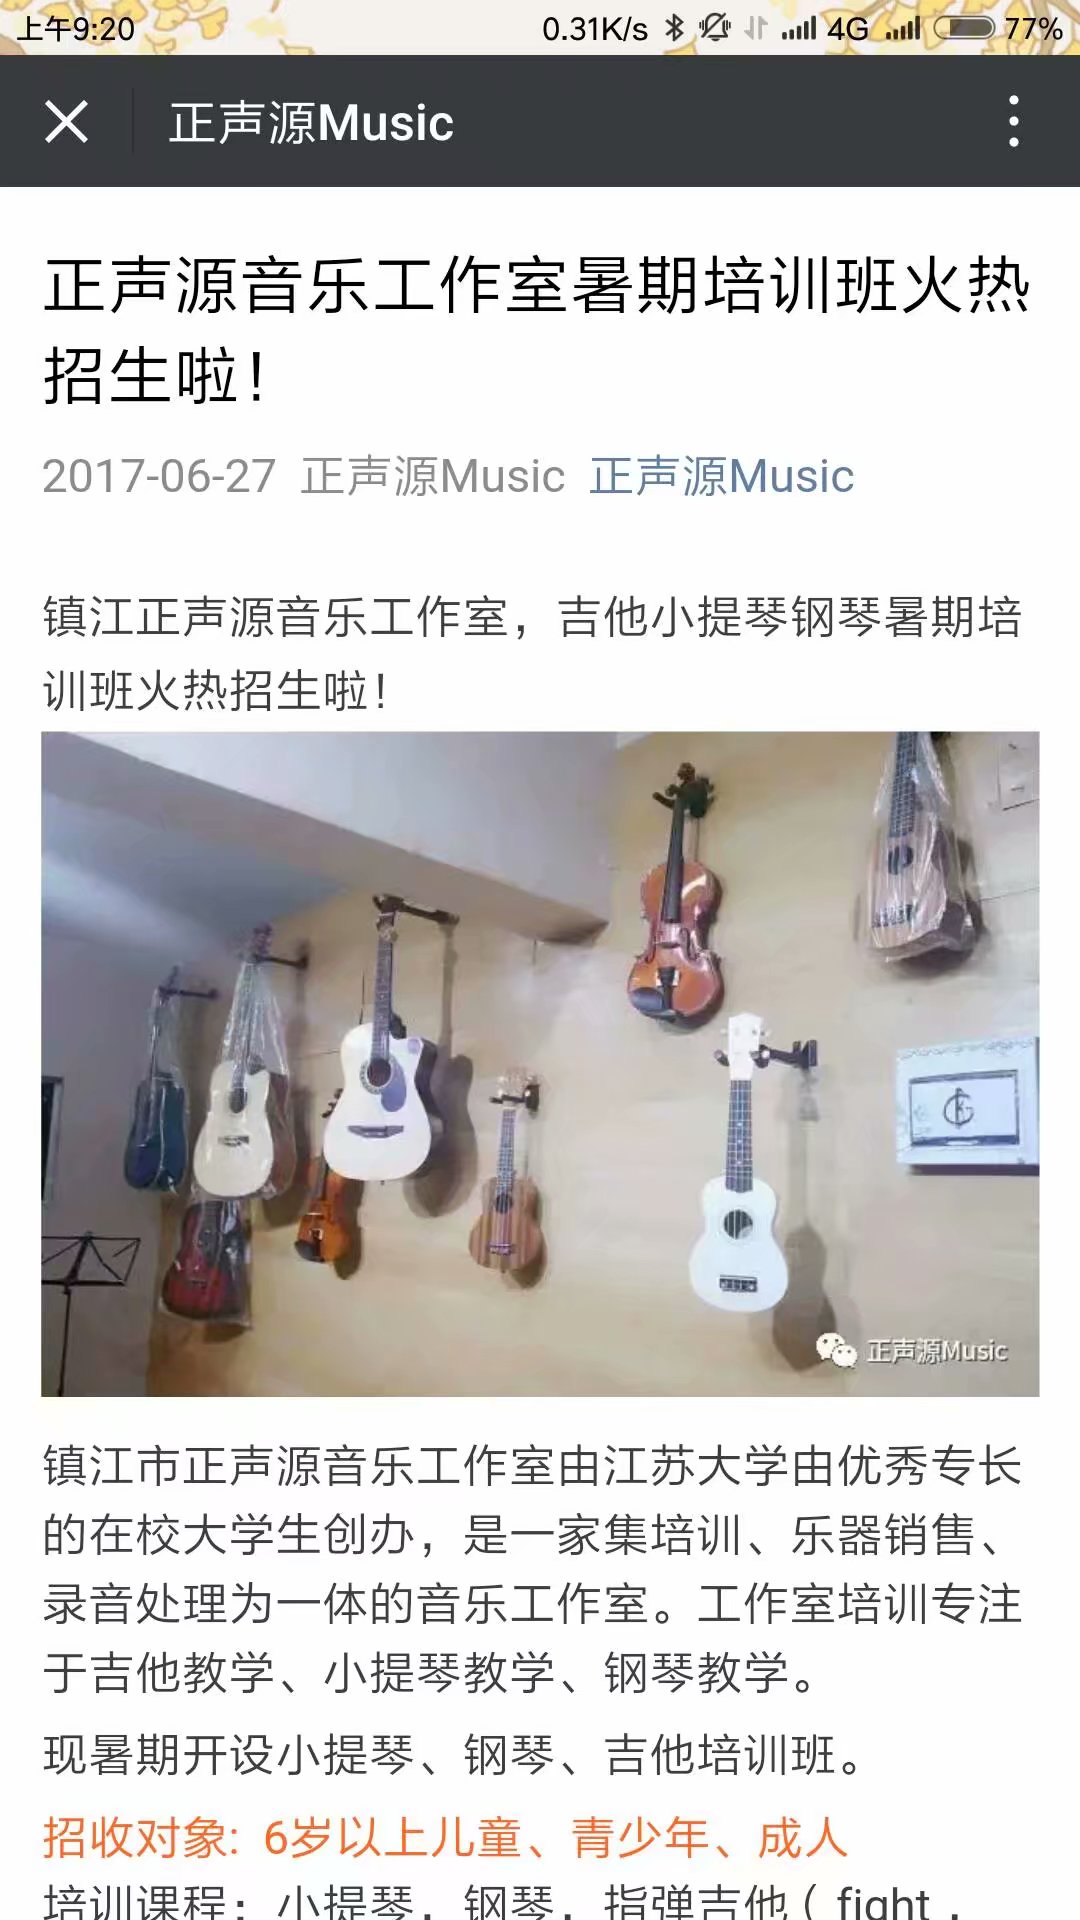 上午9:20 0.31K/s 4G 77%
正声源Music
正声源音乐工作室暑期培训班火热
招生啦！
2017-06-27 正声源Music 正声源Music
镇江正声源音乐工作室，吉他小提琴钢琴暑期培
训班火热招生啦！
正声源Music
镇江市正声源音乐工作室由江苏大学由优秀专长
的在校大学生创办，是一家集培训、乐器销售、
录音处理为一体的音乐工作室。工作室培训专注
于吉他教学、小提琴教学、钢琴教学。
现暑期开设小提琴、钢琴、吉他培训班。
招收对象：6岁以上儿童、青少年、成人
培训课程：小提琴，钢琴，指弹吉他（fight，